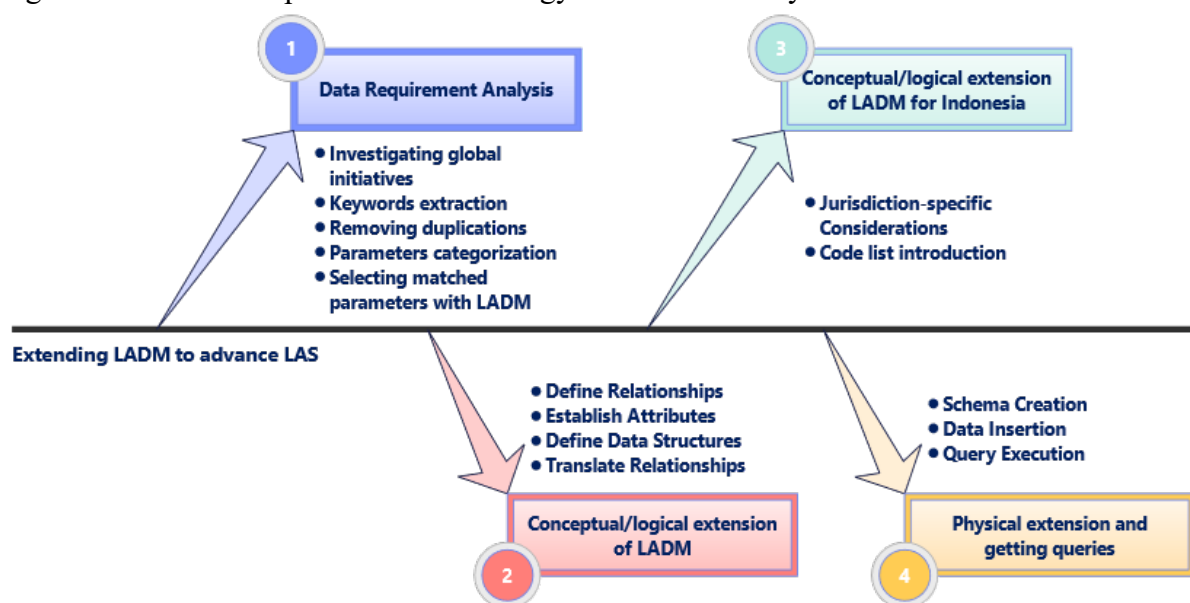 1
Data Requirement Analysis
• Investigating global
initiatives
• Keywords extraction
• Removing duplications
• Parameters categorization
• Selecting matched
parameters with LADM
3
Conceptual/logical extension
of LADM for Indonesia
• Jurisdiction-specific
Considerations
• Code list introduction
Extending LADM to advance LAS
• Define Relationships
• Establish Attributes
• Define Data Structures
• Translate Relationships
Conceptual/logical extension
of LADM
2
• Schema Creation
• Data Insertion
• Query Execution
Physical extension and
getting queries
4